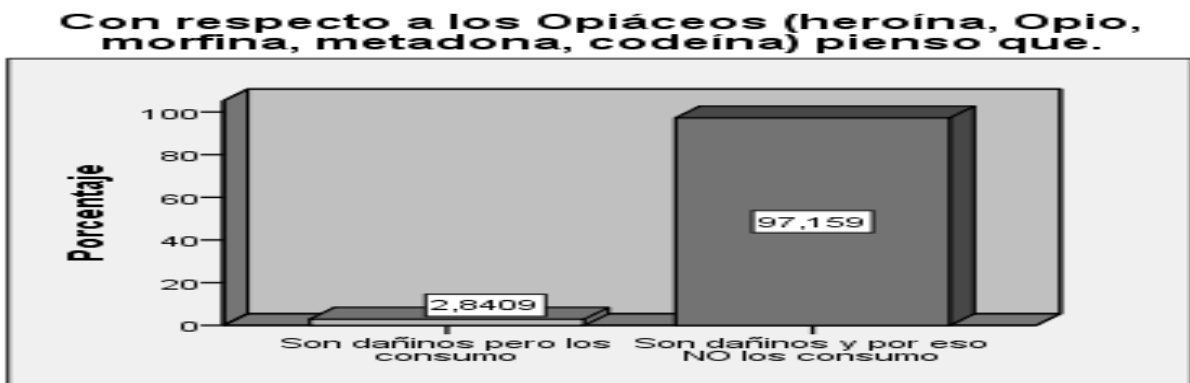 Con respecto a los Opiáceos (heroína, Opio,
morfina, metadona, codeína) pienso que.
100
80
60
40
20
0
Porcentaje
97,159
2,8409
Son dañinos pero los
consumo
Son dañinos y por eso
NO los consumo